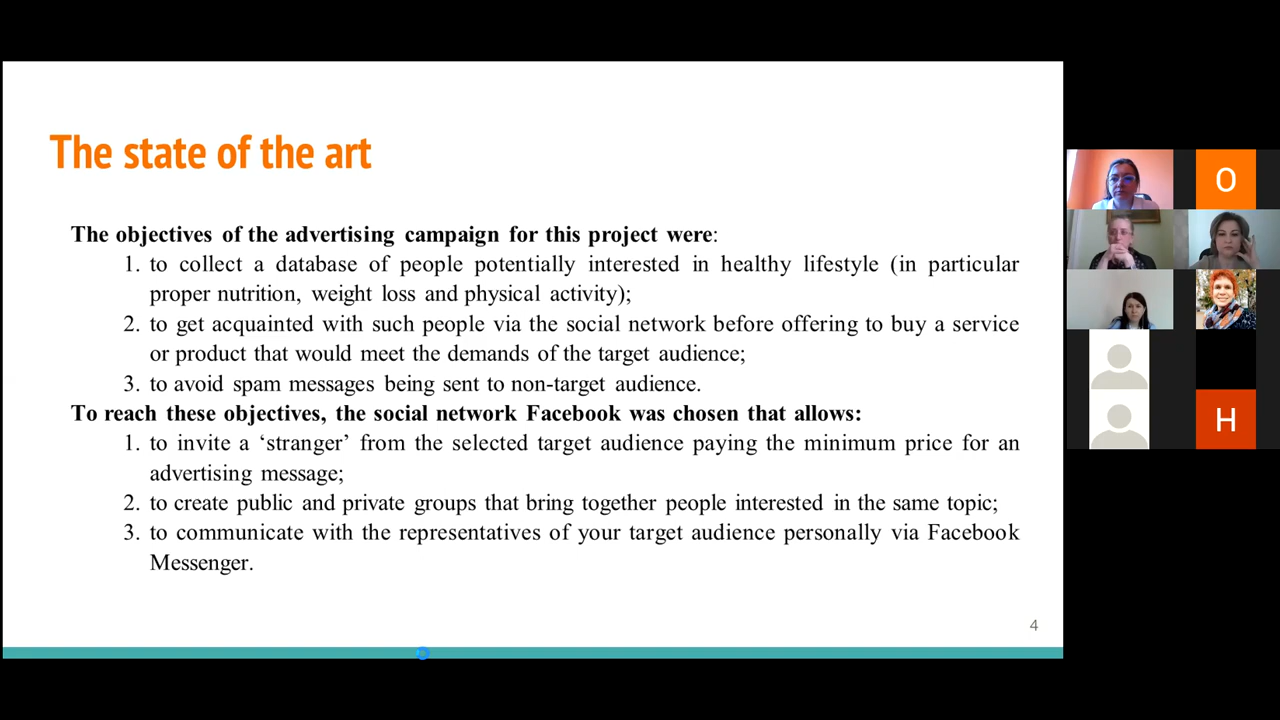 The state of the art
The objectives of the advertising campaign for this project were:
1. to collect a database of people potentially interested in healthy lifestyle (in particular
proper nutrition, weight loss and physical activity);
2. to get acquainted with such people via the social network before offering to buy a service
or product that would meet the demands of the target audience;
3. to avoid spam messages being sent to non-target audience.
To reach these objectives, the social network Facebook was chosen that allows:
1. to invite a ‘stranger’ from the selected target audience paying the minimum price for an
advertising message;
2. to create public and private groups that bring together people interested in the same topic;
3. to communicate with the representatives of your target audience personally via Facebook
Messenger.
4
O
H